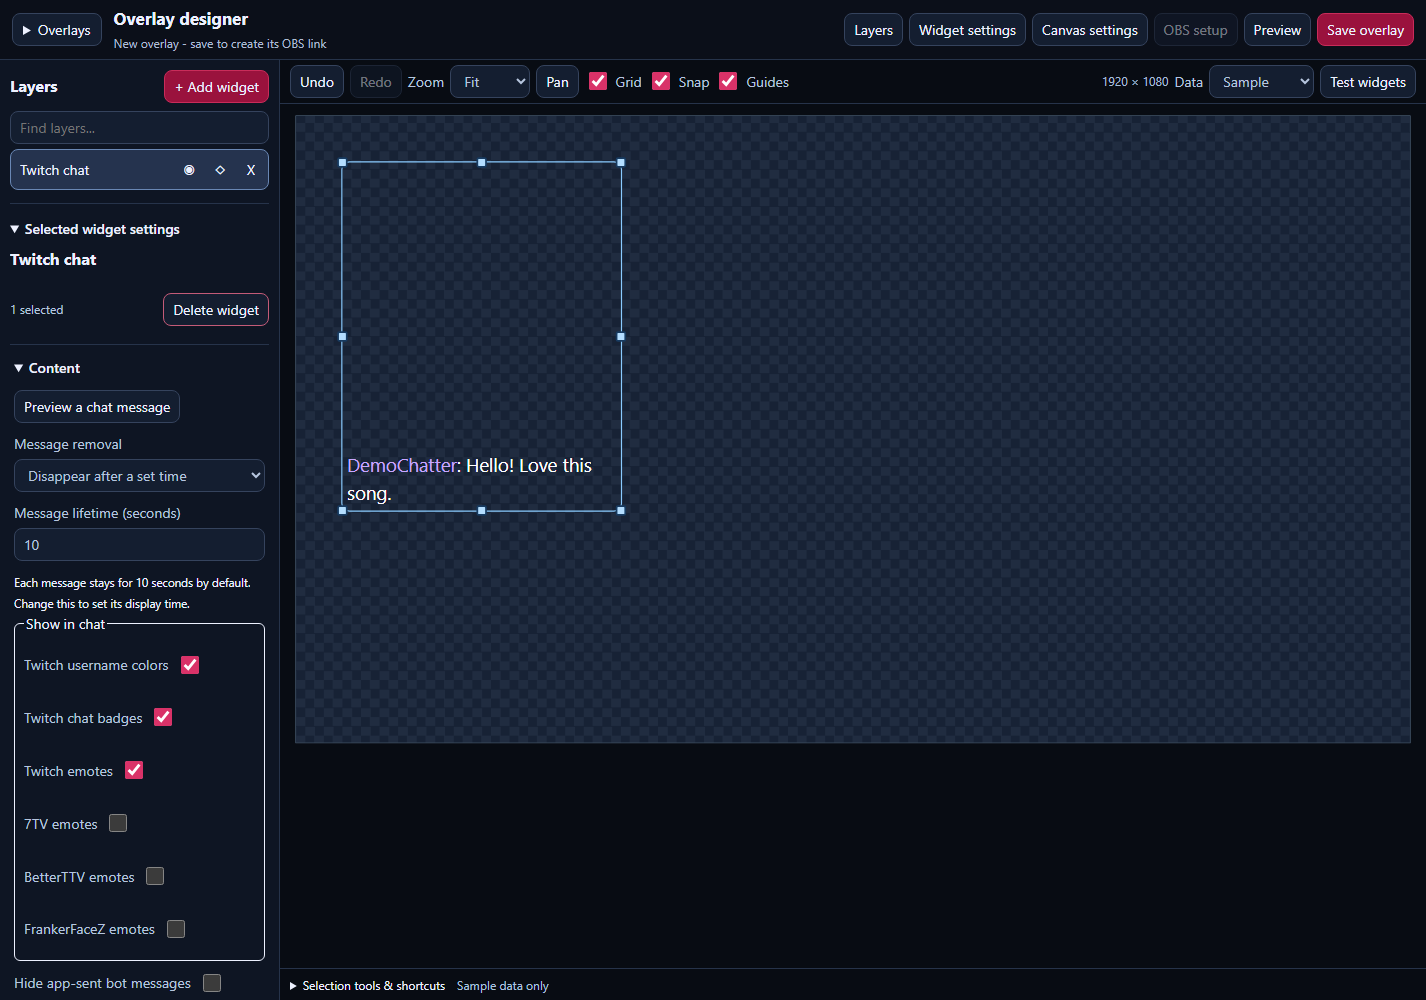 ▶ Overlays
Overlay designer
New overlay - save to create its OBS link
Layers
Widget settings
Canvas settings
OBS setup
Preview
Save overlay
Layers
+ Add widget
Find layers...
Twitch chat
X
▼ Selected widget settings
Twitch chat
1 selected
Delete widget
▼ Content
Preview a chat message
Message removal
Disappear after a set time
Message lifetime (seconds)
10
Each message stays for 10 seconds by default.
Change this to set its display time.
Show in chat
Twitch username colors
Twitch chat badges
Twitch emotes
7TV emotes
BetterTTV emotes
FrankerFaceZ emotes
Hide app-sent bot messages
Undo
Redo
Zoom
Fit
Pan
Grid
Snap
Guides
1920 × 1080
Data
Sample
Test widgets
DemoChatter: Hello! Love this
song.
▶ Selection tools & shortcuts
Sample data only